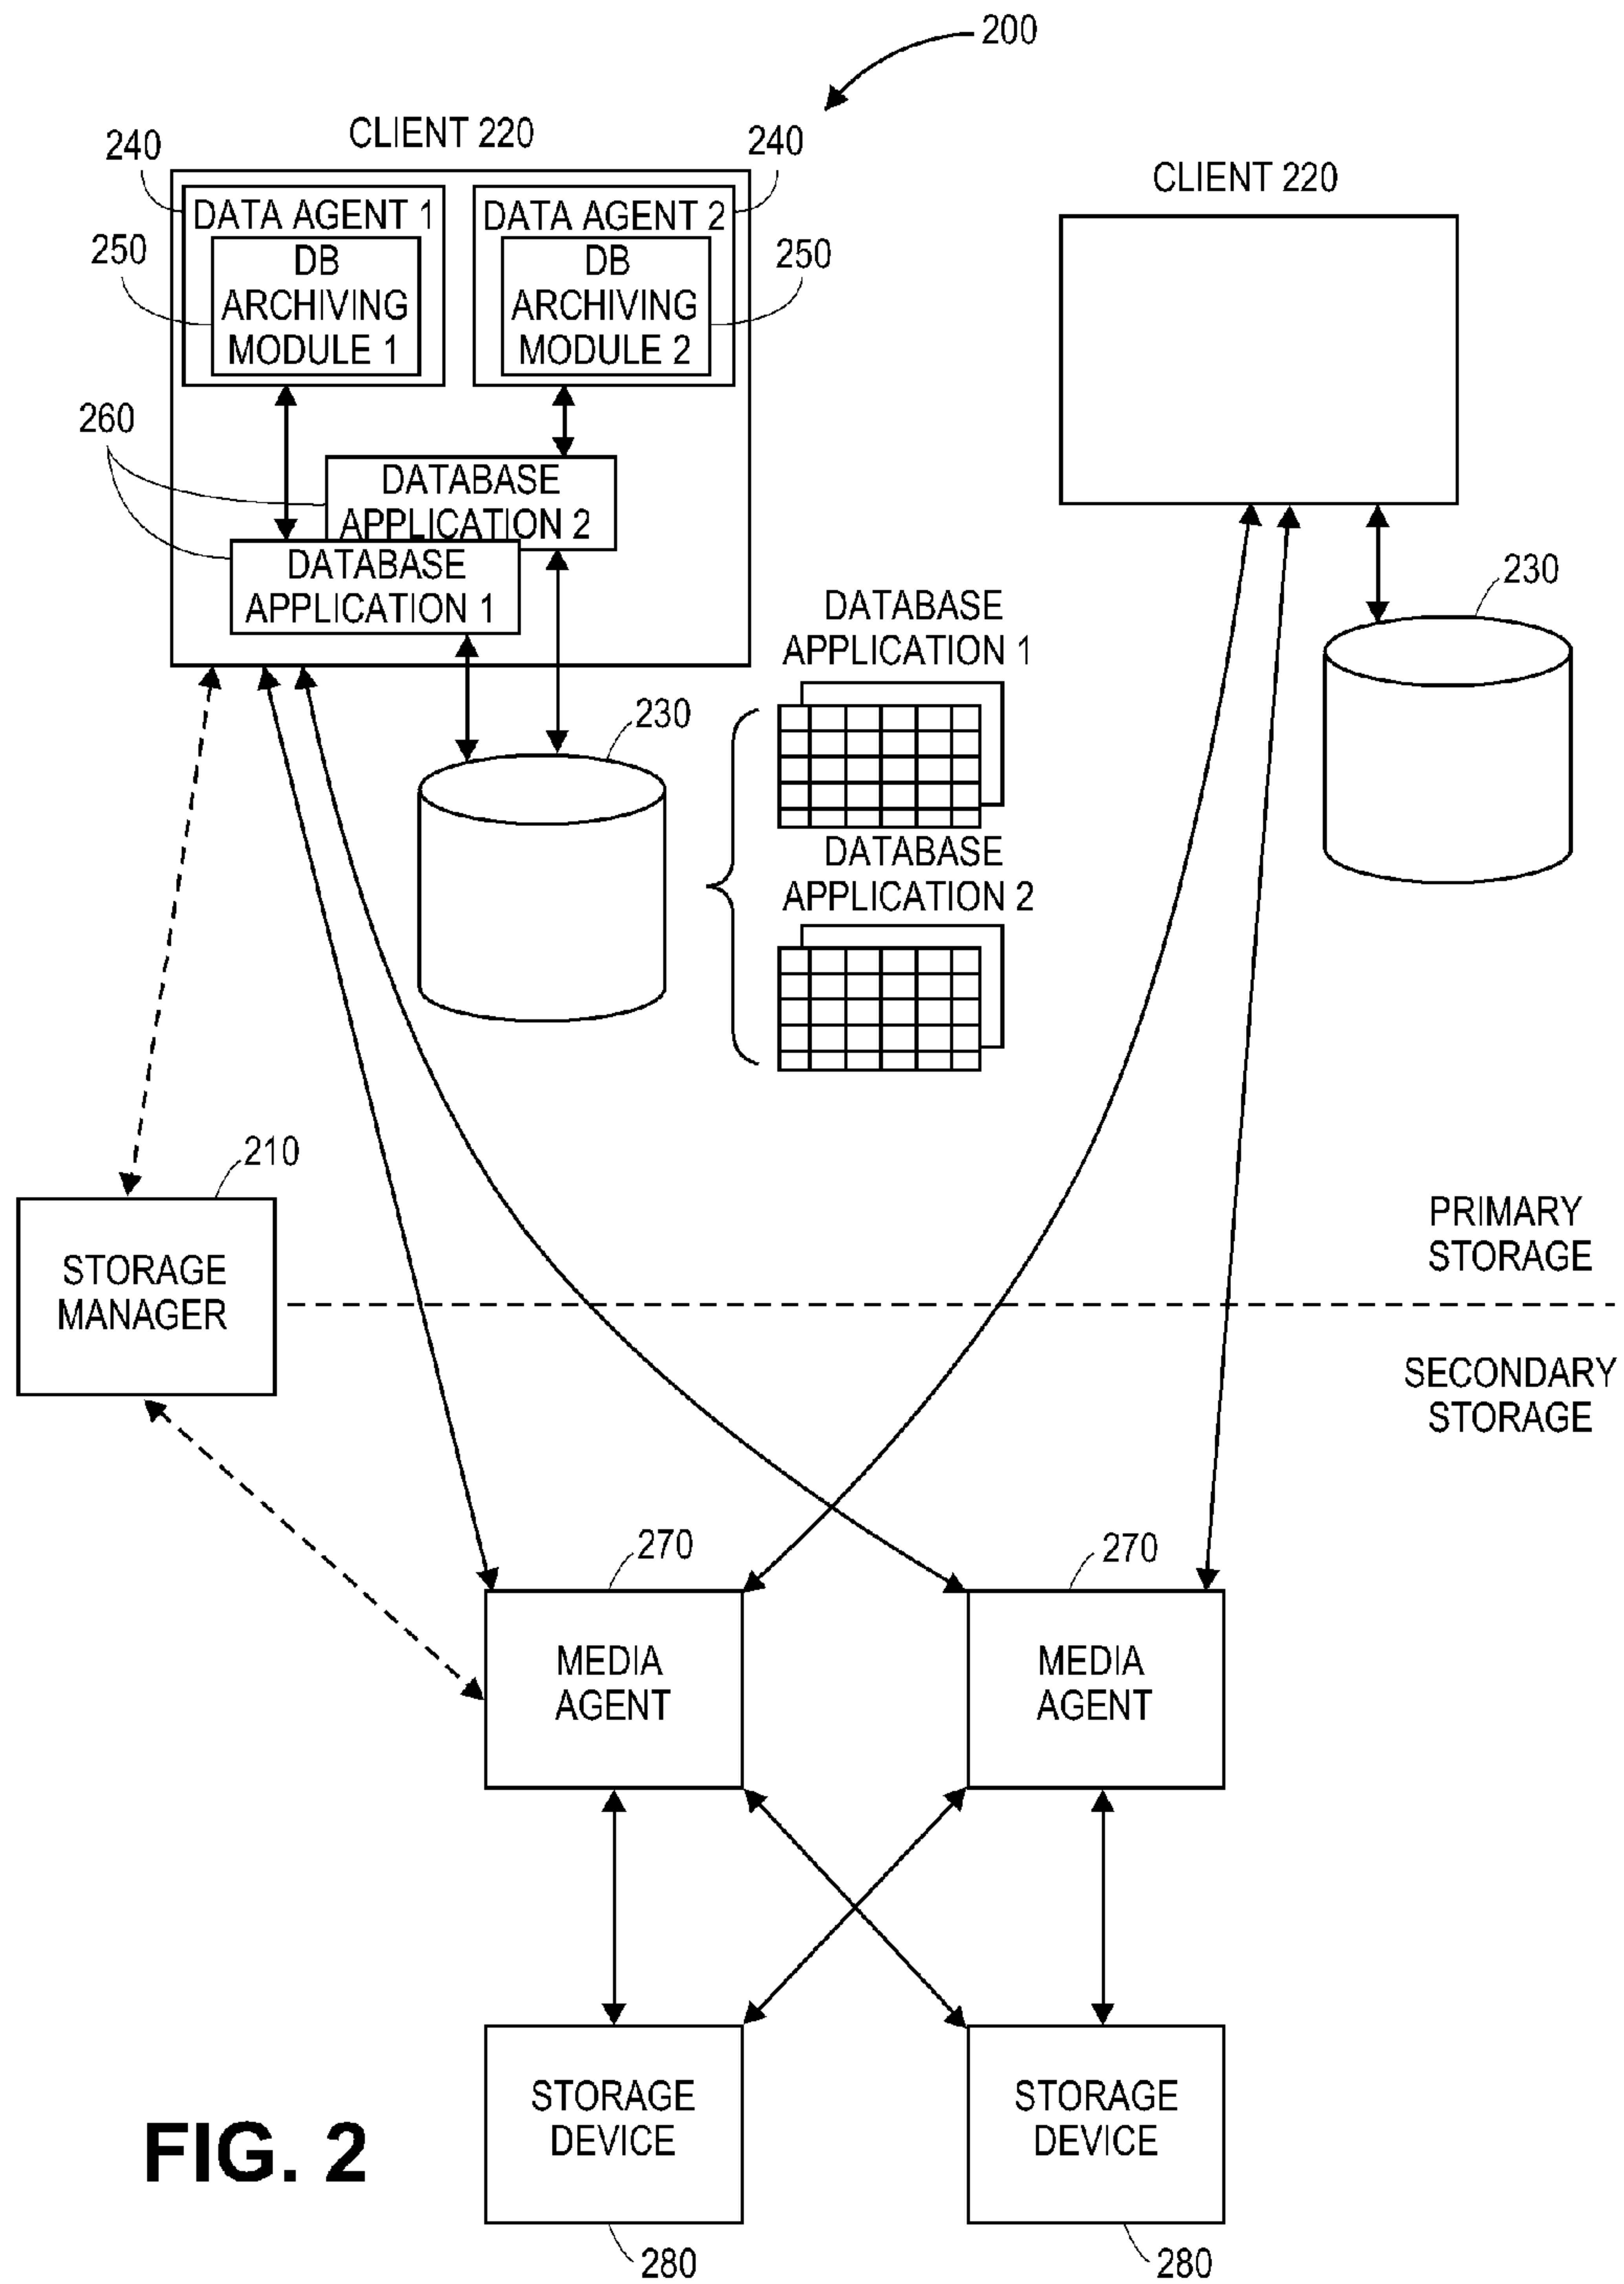 200
CLIENT 220
240
240
CLIENT 220
DATA AGENT 1
DATA AGENT 2
250
250
DB
ARCHIVING
MODULE 1
DB
ARCHIVING
MODULE 2
260
DATABASE
APPLICATION 2
DATABASE
APPLICATION 1
230
DATABASE
APPLICATION 1
230
DATABASE
APPLICATION 2
210
STORAGE
MANAGER
PRIMARY
STORAGE
SECONDARY
STORAGE
270
270
MEDIA
AGENT
MEDIA
AGENT
STORAGE
DEVICE
STORAGE
DEVICE
FIG. 2
280
280